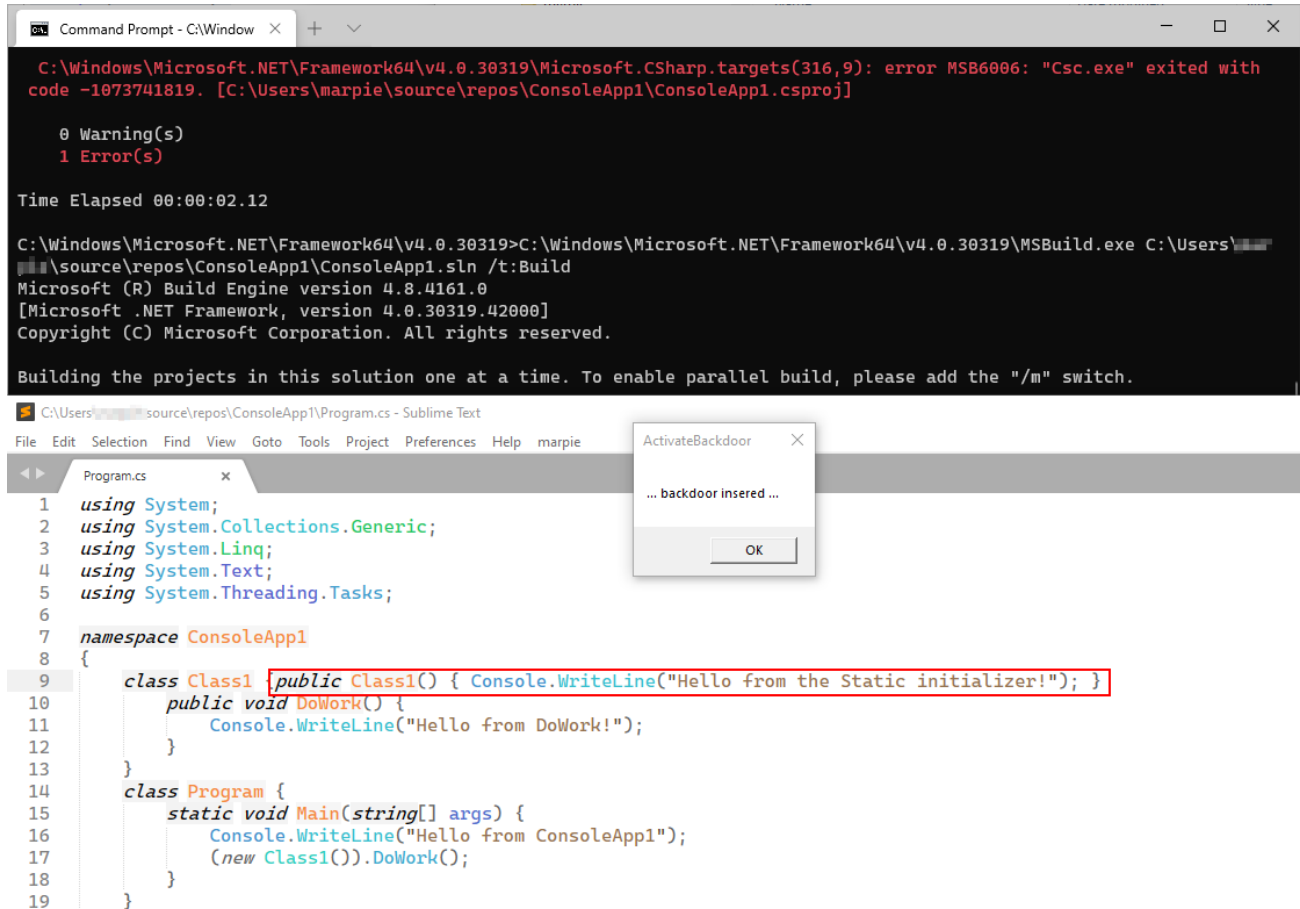 Command Prompt - C:\Window
C:\Windows\Microsoft.NET\Framework64\v4.0.30319\Microsoft.CSharp.targets(316,9): error MSB6006: "Csc.exe" exited with
code -1073741819. [C:\Users\marpie\source\repos\ConsoleApp1\ConsoleApp1.csproj]
0 Warning(s)
1 Error(s)
Time Elapsed 00:00:02.12
C:\Windows\Microsoft.NET\Framework64\v4.0.30319>C:\Windows\Microsoft.NET\Framework64\v4.0.30319\MSBuild.exe C:\Users\
\source\repos\ConsoleApp1\ConsoleApp1.sln /t:Build
Microsoft (R) Build Engine version 4.8.4161.0
[Microsoft .NET Framework, version 4.0.30319.42000]
Copyright (C) Microsoft Corporation. All rights reserved.
Building the projects in this solution one at a time. To enable parallel build, please add the "/m" switch.
C:\Users source\repos\ConsoleApp1\Program.cs - Sublime Text
File Edit Selection Find View Goto Tools Project Preferences Help marpie
Program.cs
ActivateBackdoor
... backdoor insered ...
OK
1 using System;
2 using System.Collections.Generic;
3 using System.Linq;
4 using System.Text;
5 using System.Threading.Tasks;
6
7 namespace ConsoleApp1
8 {
9 class Class1 {public Class1() { Console.WriteLine("Hello from the Static initializer!"); }
10 public void DoWork() {
11 Console.WriteLine("Hello from DoWork!");
12 }
13 }
14 class Program {
15 static void Main(string[] args) {
16 Console.WriteLine("Hello from ConsoleApp1");
17 (new Class1()).DoWork();
18 }
19 }